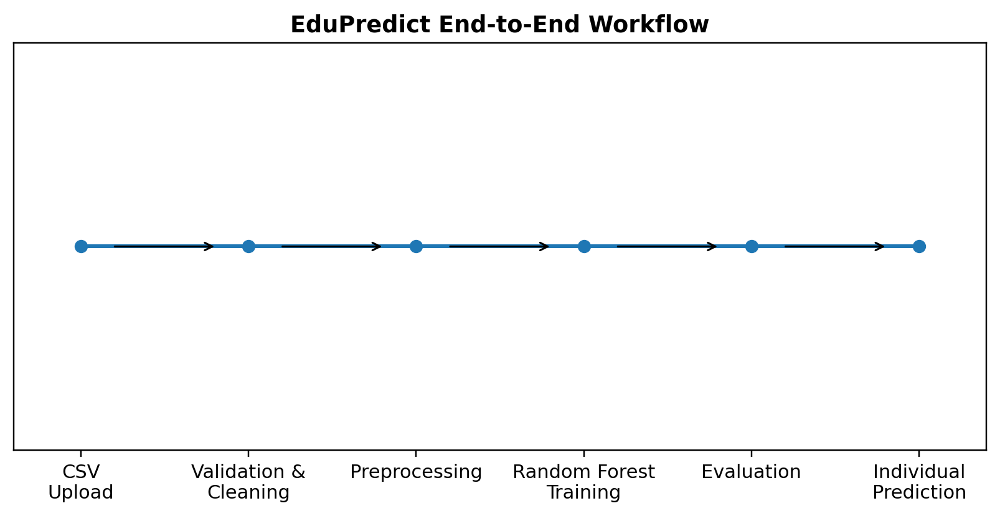 EduPredict End-to-End Workflow
CSV
Upload
Validation &
Cleaning
Preprocessing
Random Forest
Training
Evaluation
Individual
Prediction